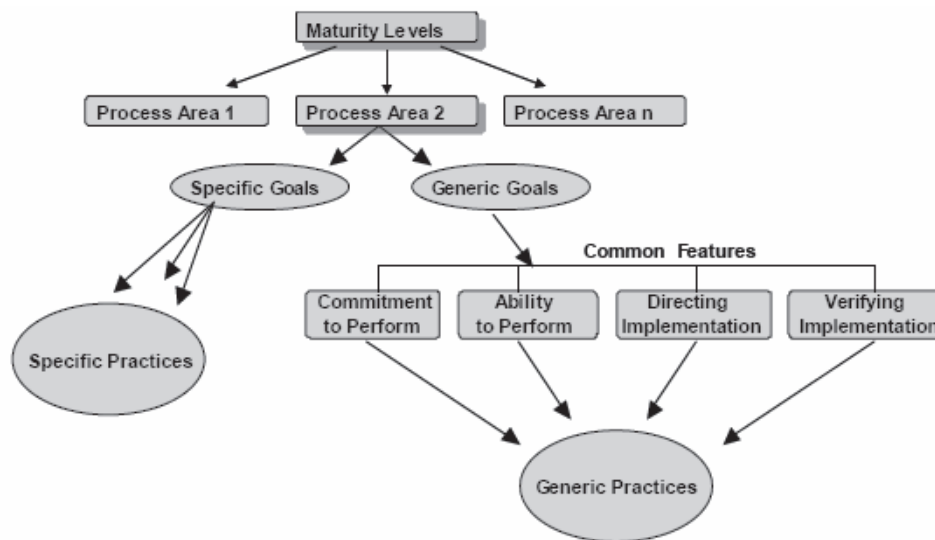 Maturity Levels
Process Area 1
Process Area 2
Process Area n
Specific Goals
Generic Goals
Common Features
Commitment
to Perform
Ability
to Perform
Directing
Implementation
Verifying
Implementation
Specific Practices
Generic Practices